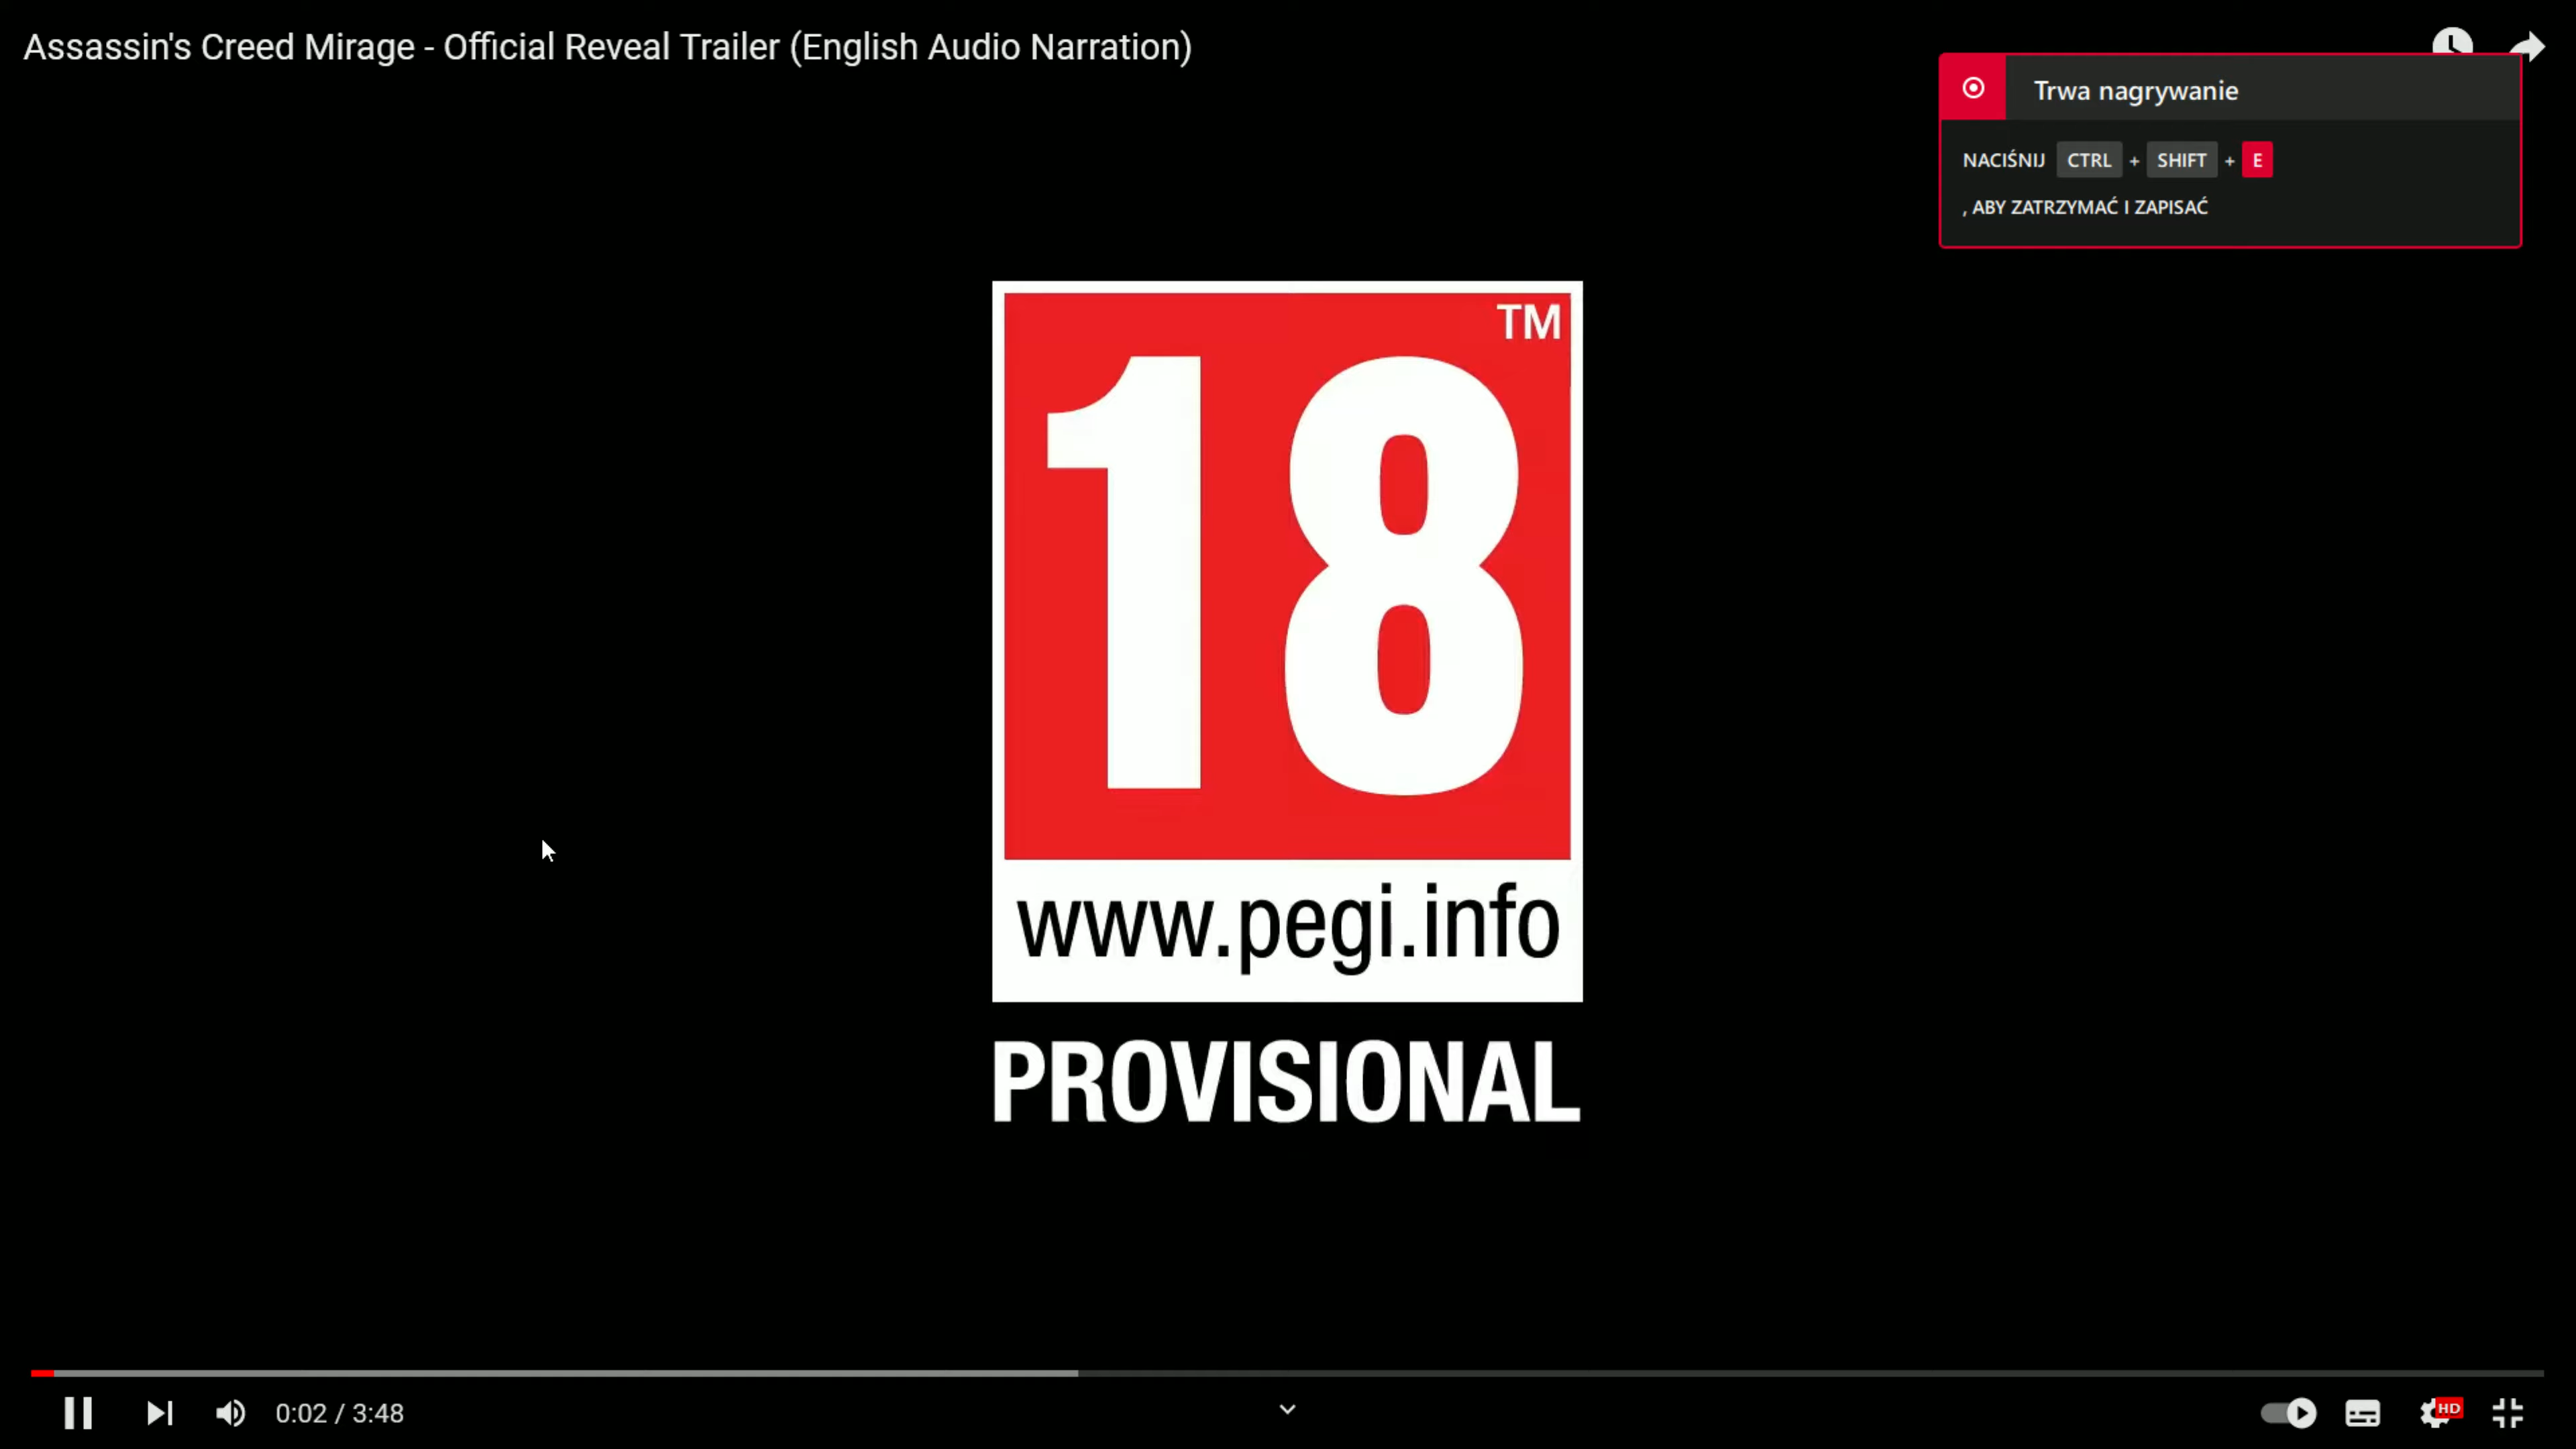 Assassin's Creed Mirage - Official Reveal Trailer (English Audio Narration)
Trwa nagrywanie
NACIŚNIJ CTRL + SHIFT + E
, ABY ZATRZYMAĆ I ZAPISAĆ
TM
18
www.pegi.info
PROVISIONAL
0:02 / 3:48
HD